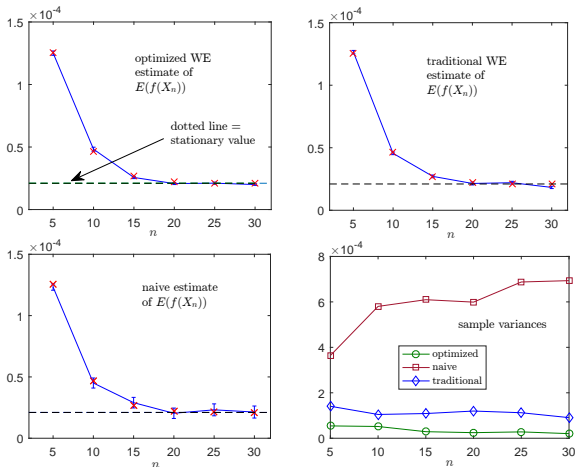 ×10⁻⁴
1.5
1
0.5
0
optimized WE
estimate of
E(f(Xₙ))
dotted line =
stationary value
5 10 15 20 25 30
n
×10⁻⁴
1.5
1
0.5
0
traditional WE
estimate of
E(f(Xₙ))
5 10 15 20 25 30
n
×10⁻⁴
1.5
1
0.5
0
naive estimate
of E(f(Xₙ))
5 10 15 20 25 30
n
×10⁻⁴
8
6
4
2
0
sample variances
optimized
naive
traditional
5 10 15 20 25 30
n